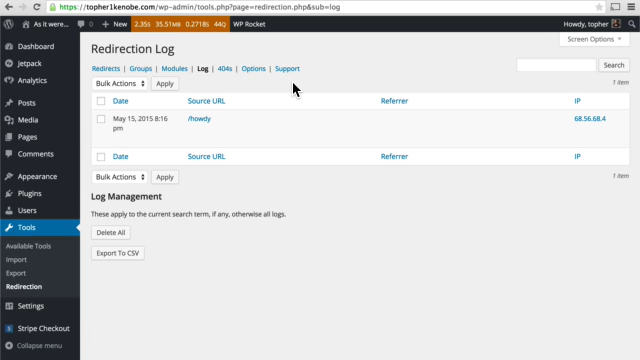 https://topher1kenobe.com/wp-admin/tools.php?page=redirection.php&sub=log
As it were... 0 + New 2.35s 35.51MB 0.2718s 44Q WP Rocket Howdy, topher
Screen Options
Dashboard
Jetpack
Analytics
Posts
Media
Pages
Comments
Appearance
Plugins
Users
Tools
Available Tools
Import
Export
Redirection
Settings
Stripe Checkout
Collapse menu
Redirection Log
Redirects | Groups | Modules | Log | 404s | Options | Support
Search
Bulk Actions Apply 1 item
Date Source URL Referrer IP
May 15, 2015 8:16 /howdy 68.56.68.4
pm
Date Source URL Referrer IP
Bulk Actions Apply 1 item
Log Management
These apply to the current search term, if any, otherwise all logs.
Delete All
Export To CSV